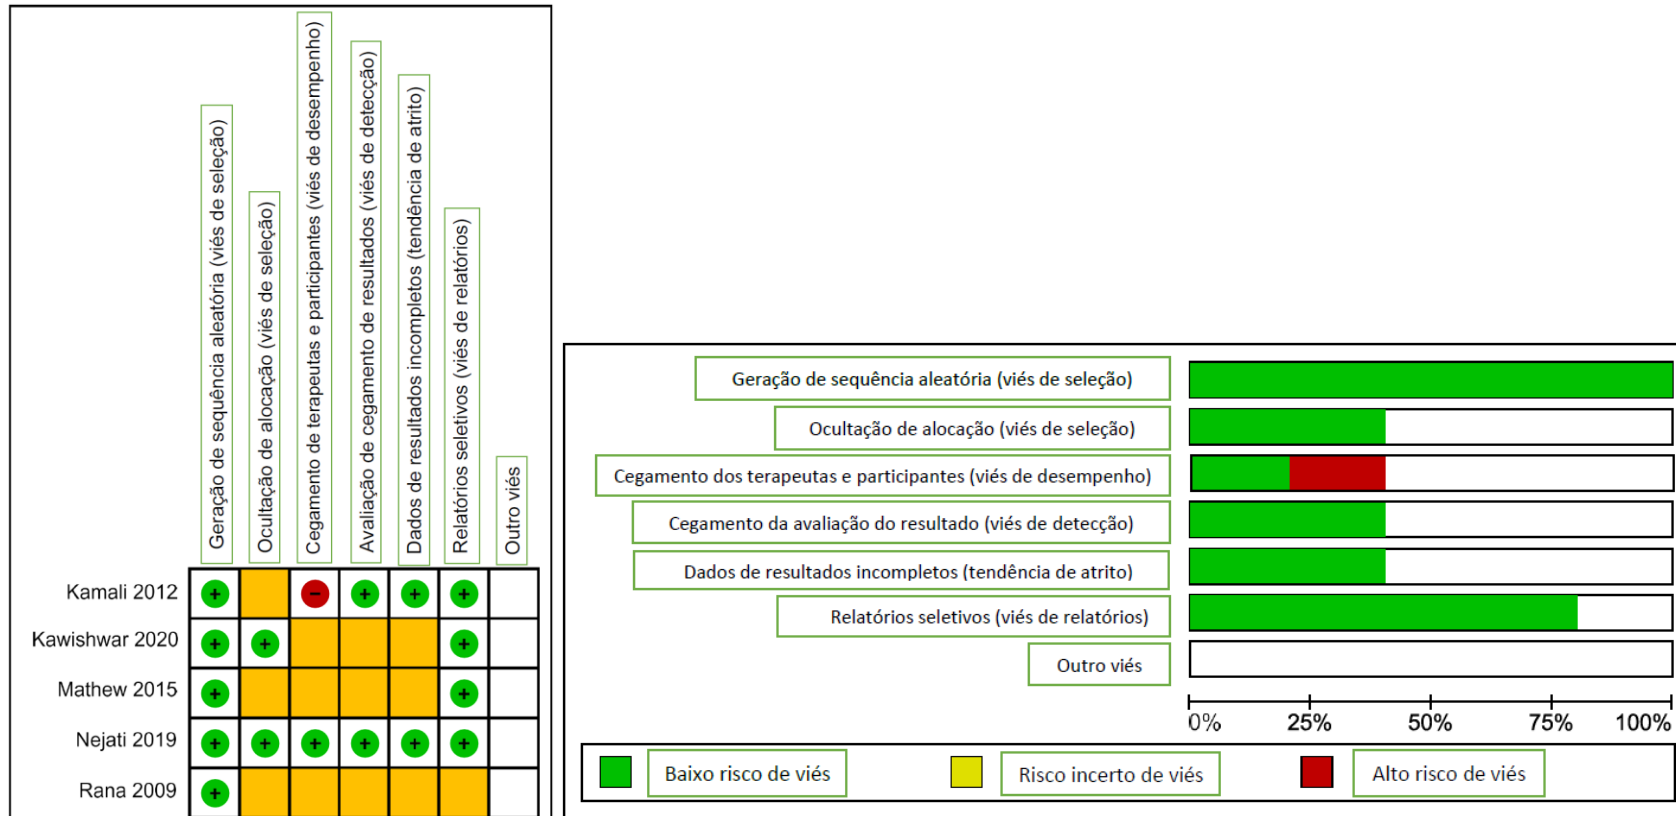 Geração de sequência aleatória (viés de seleção)
Ocultação de alocação (viés de seleção)
Cegamento de terapeutas e participantes (viés de desempenho)
Avaliação de cegamento de resultados (viés de detecção)
Dados de resultados incompletos (tendência de atrito)
Relatórios seletivos (viés de relatórios)
Outro viés
Kamali 2012
+ - + + +
Kawishwar 2020
+ + +
Mathew 2015
+ +
Nejati 2019
+ + + + + +
Rana 2009
+
Geração de sequência aleatória (viés de seleção)
Ocultação de alocação (viés de seleção)
Cegamento dos terapeutas e participantes (viés de desempenho)
Cegamento da avaliação do resultado (viés de detecção)
Dados de resultados incompletos (tendência de atrito)
Relatórios seletivos (viés de relatórios)
Outro viés
0% 25% 50% 75% 100%
Baixo risco de viés
Risco incerto de viés
Alto risco de viés